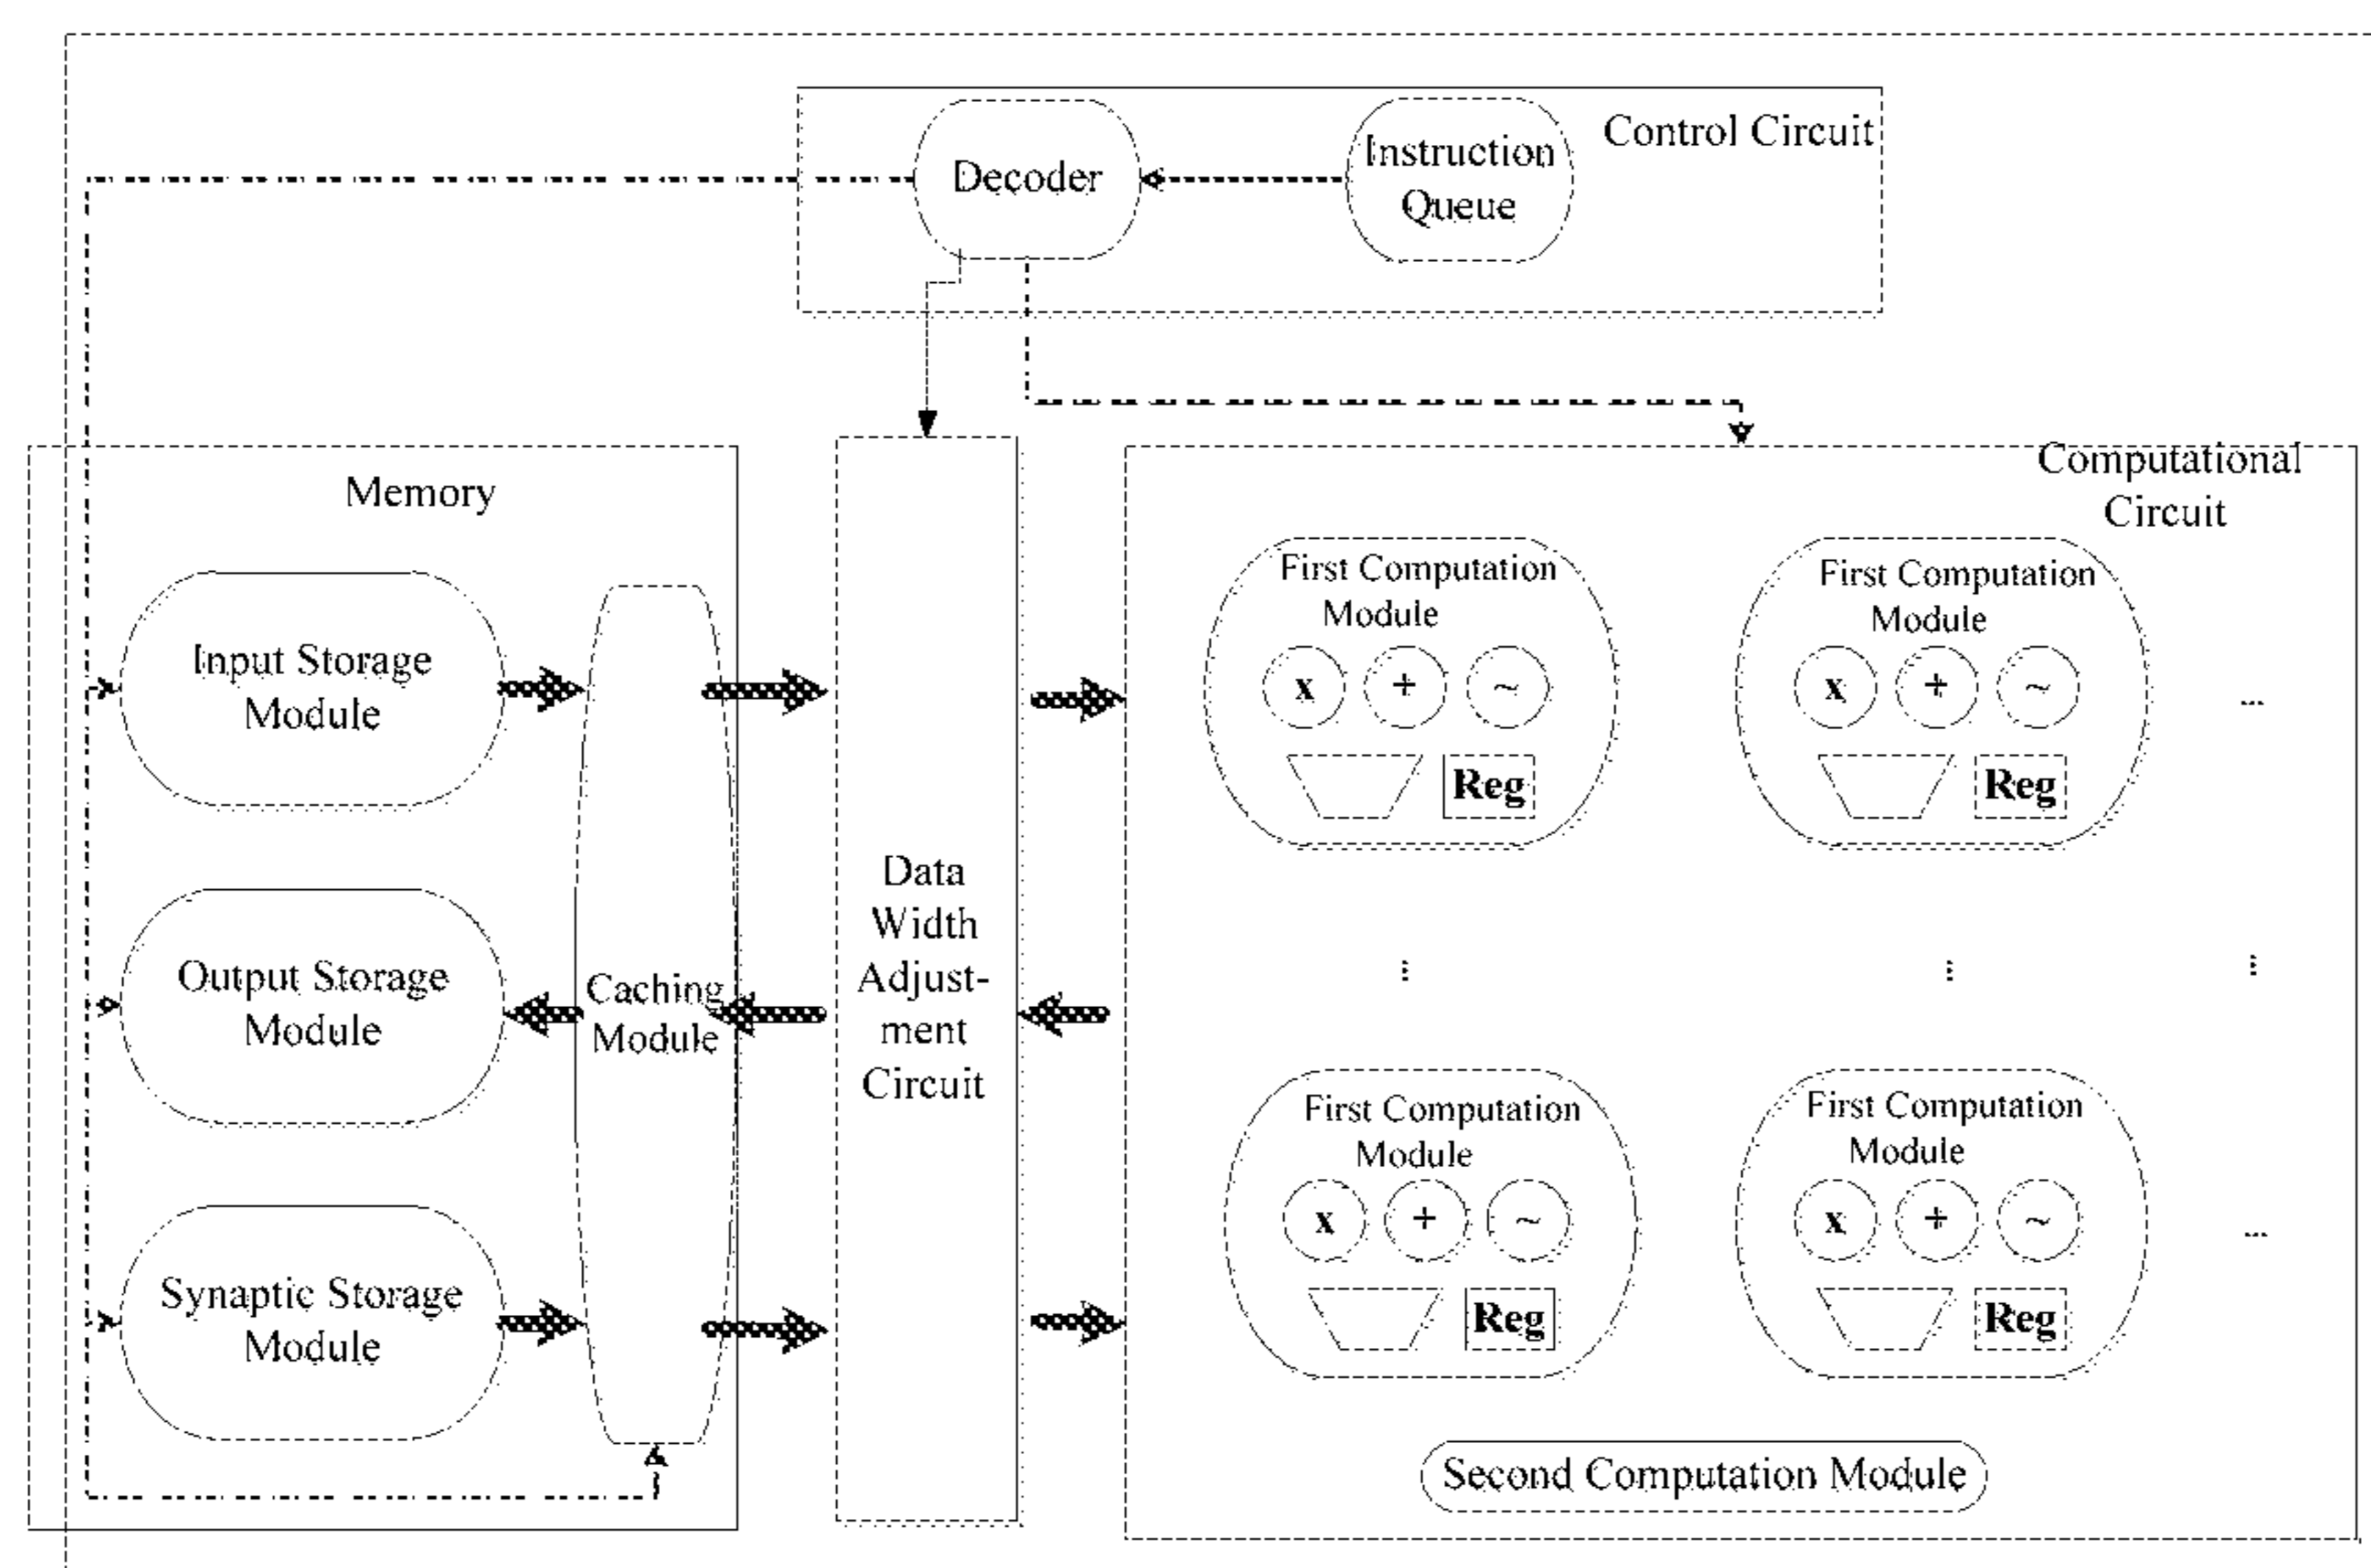 Control Circuit
Decoder
Instruction
Queue
Memory
Computational
Circuit
Input Storage
Module
Output Storage
Module
Synaptic Storage
Module
Caching
Module
Data
Width
Adjust-
ment
Circuit
First Computation
Module
x + ~
Reg
First Computation
Module
x + ~
Reg
...
...
...
...
First Computation
Module
x + ~
Reg
First Computation
Module
x + ~
Reg
...
Second Computation Module